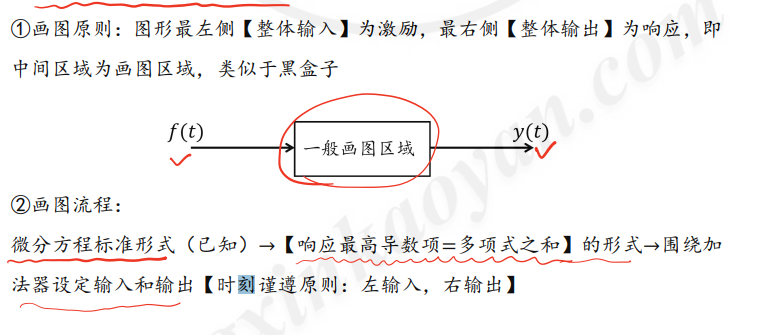 ①画图原则：图形最左侧【整体输入】为激励，最右侧【整体输出】为响应，即
中间区域为画图区域，类似于黑盒子
f(t)
一般画图区域
y(t)
②画图流程：
微分方程标准形式（已知）→【响应最高导数项=多项式之和】的形式→围绕加
法器设定输入和输出【时刻谨遵原则：左输入，右输出】